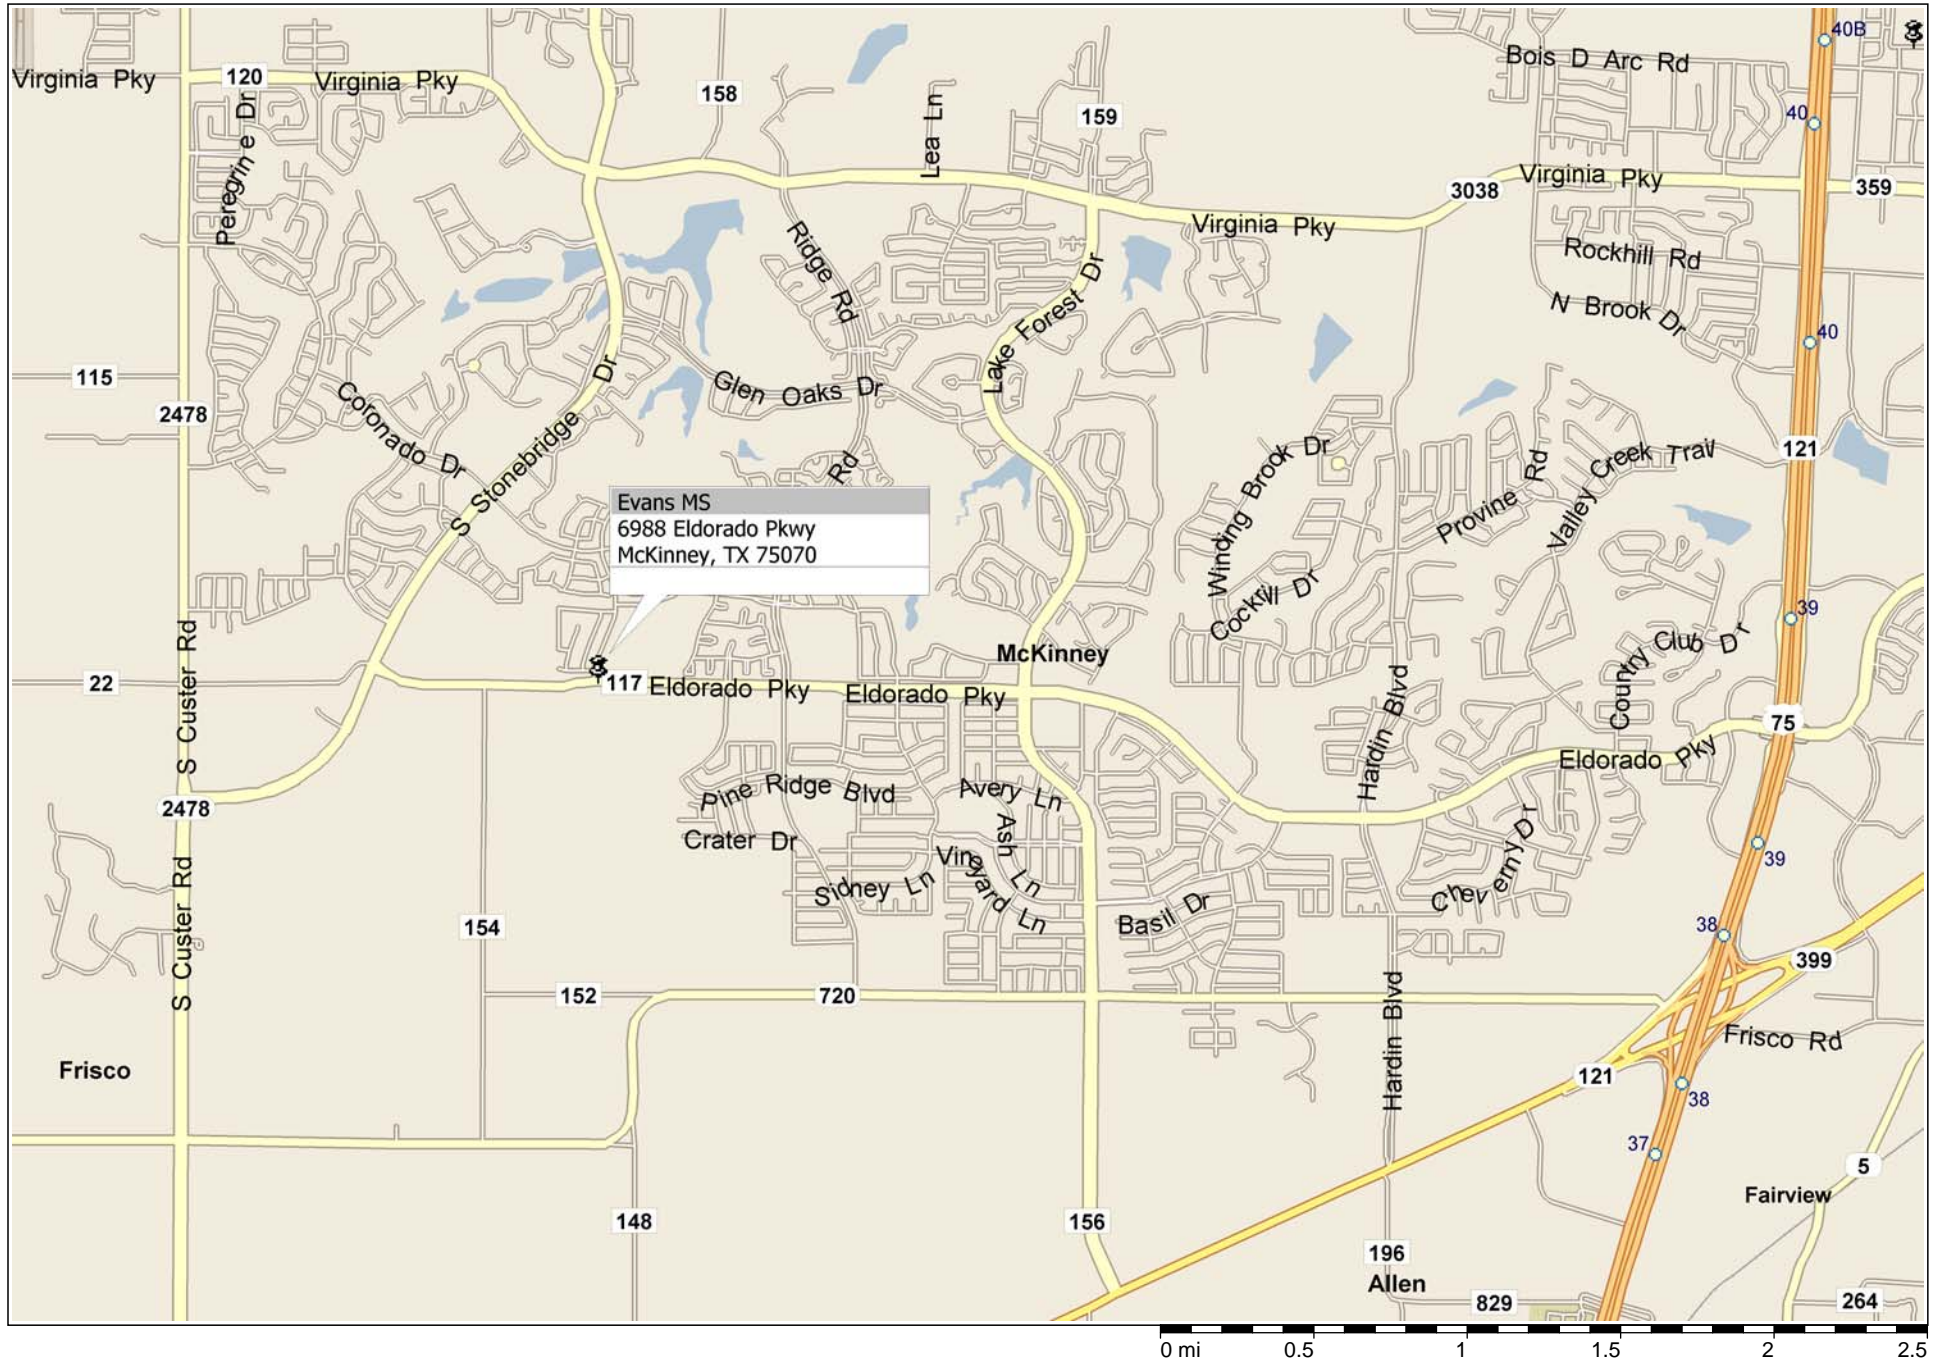 40B
Bois D Arc Rd
Virginia Pky
120
Virginia Pky
158
40
159
Lea Ln
Peregrine Dr
Virginia Pky
3038
359
Virginia Pky
Ridge Rd
Rockhill Rd
Lake Forest Dr
N Brook Dr
40
115
Glen Oaks Dr
2478
Coronado Dr
S Stonebridge Dr
121
Winding Brook Dr
Provine Rd
Valley Creek Trail
Rd
Evans MS
6988 Eldorado Pkwy
McKinney, TX 75070
Cockrill Dr
39
Country Club Dr
McKinney
22
S Custer Rd
117
Eldorado Pky
Eldorado Pky
Hardin Blvd
75
Eldorado Pky
Pine Ridge Blvd
Avery Ln
2478
Crater Dr
Ash Ln
Cheverny Dr
39
Vineyard Ln
Sidney Ln
Basil Dr
S Custer Rd
154
38
399
152
720
Hardin Blvd
Frisco Rd
Frisco
121
38
37
5
Fairview
148
156
196
Allen
829
264
0 mi
0.5
1
1.5
2
2.5